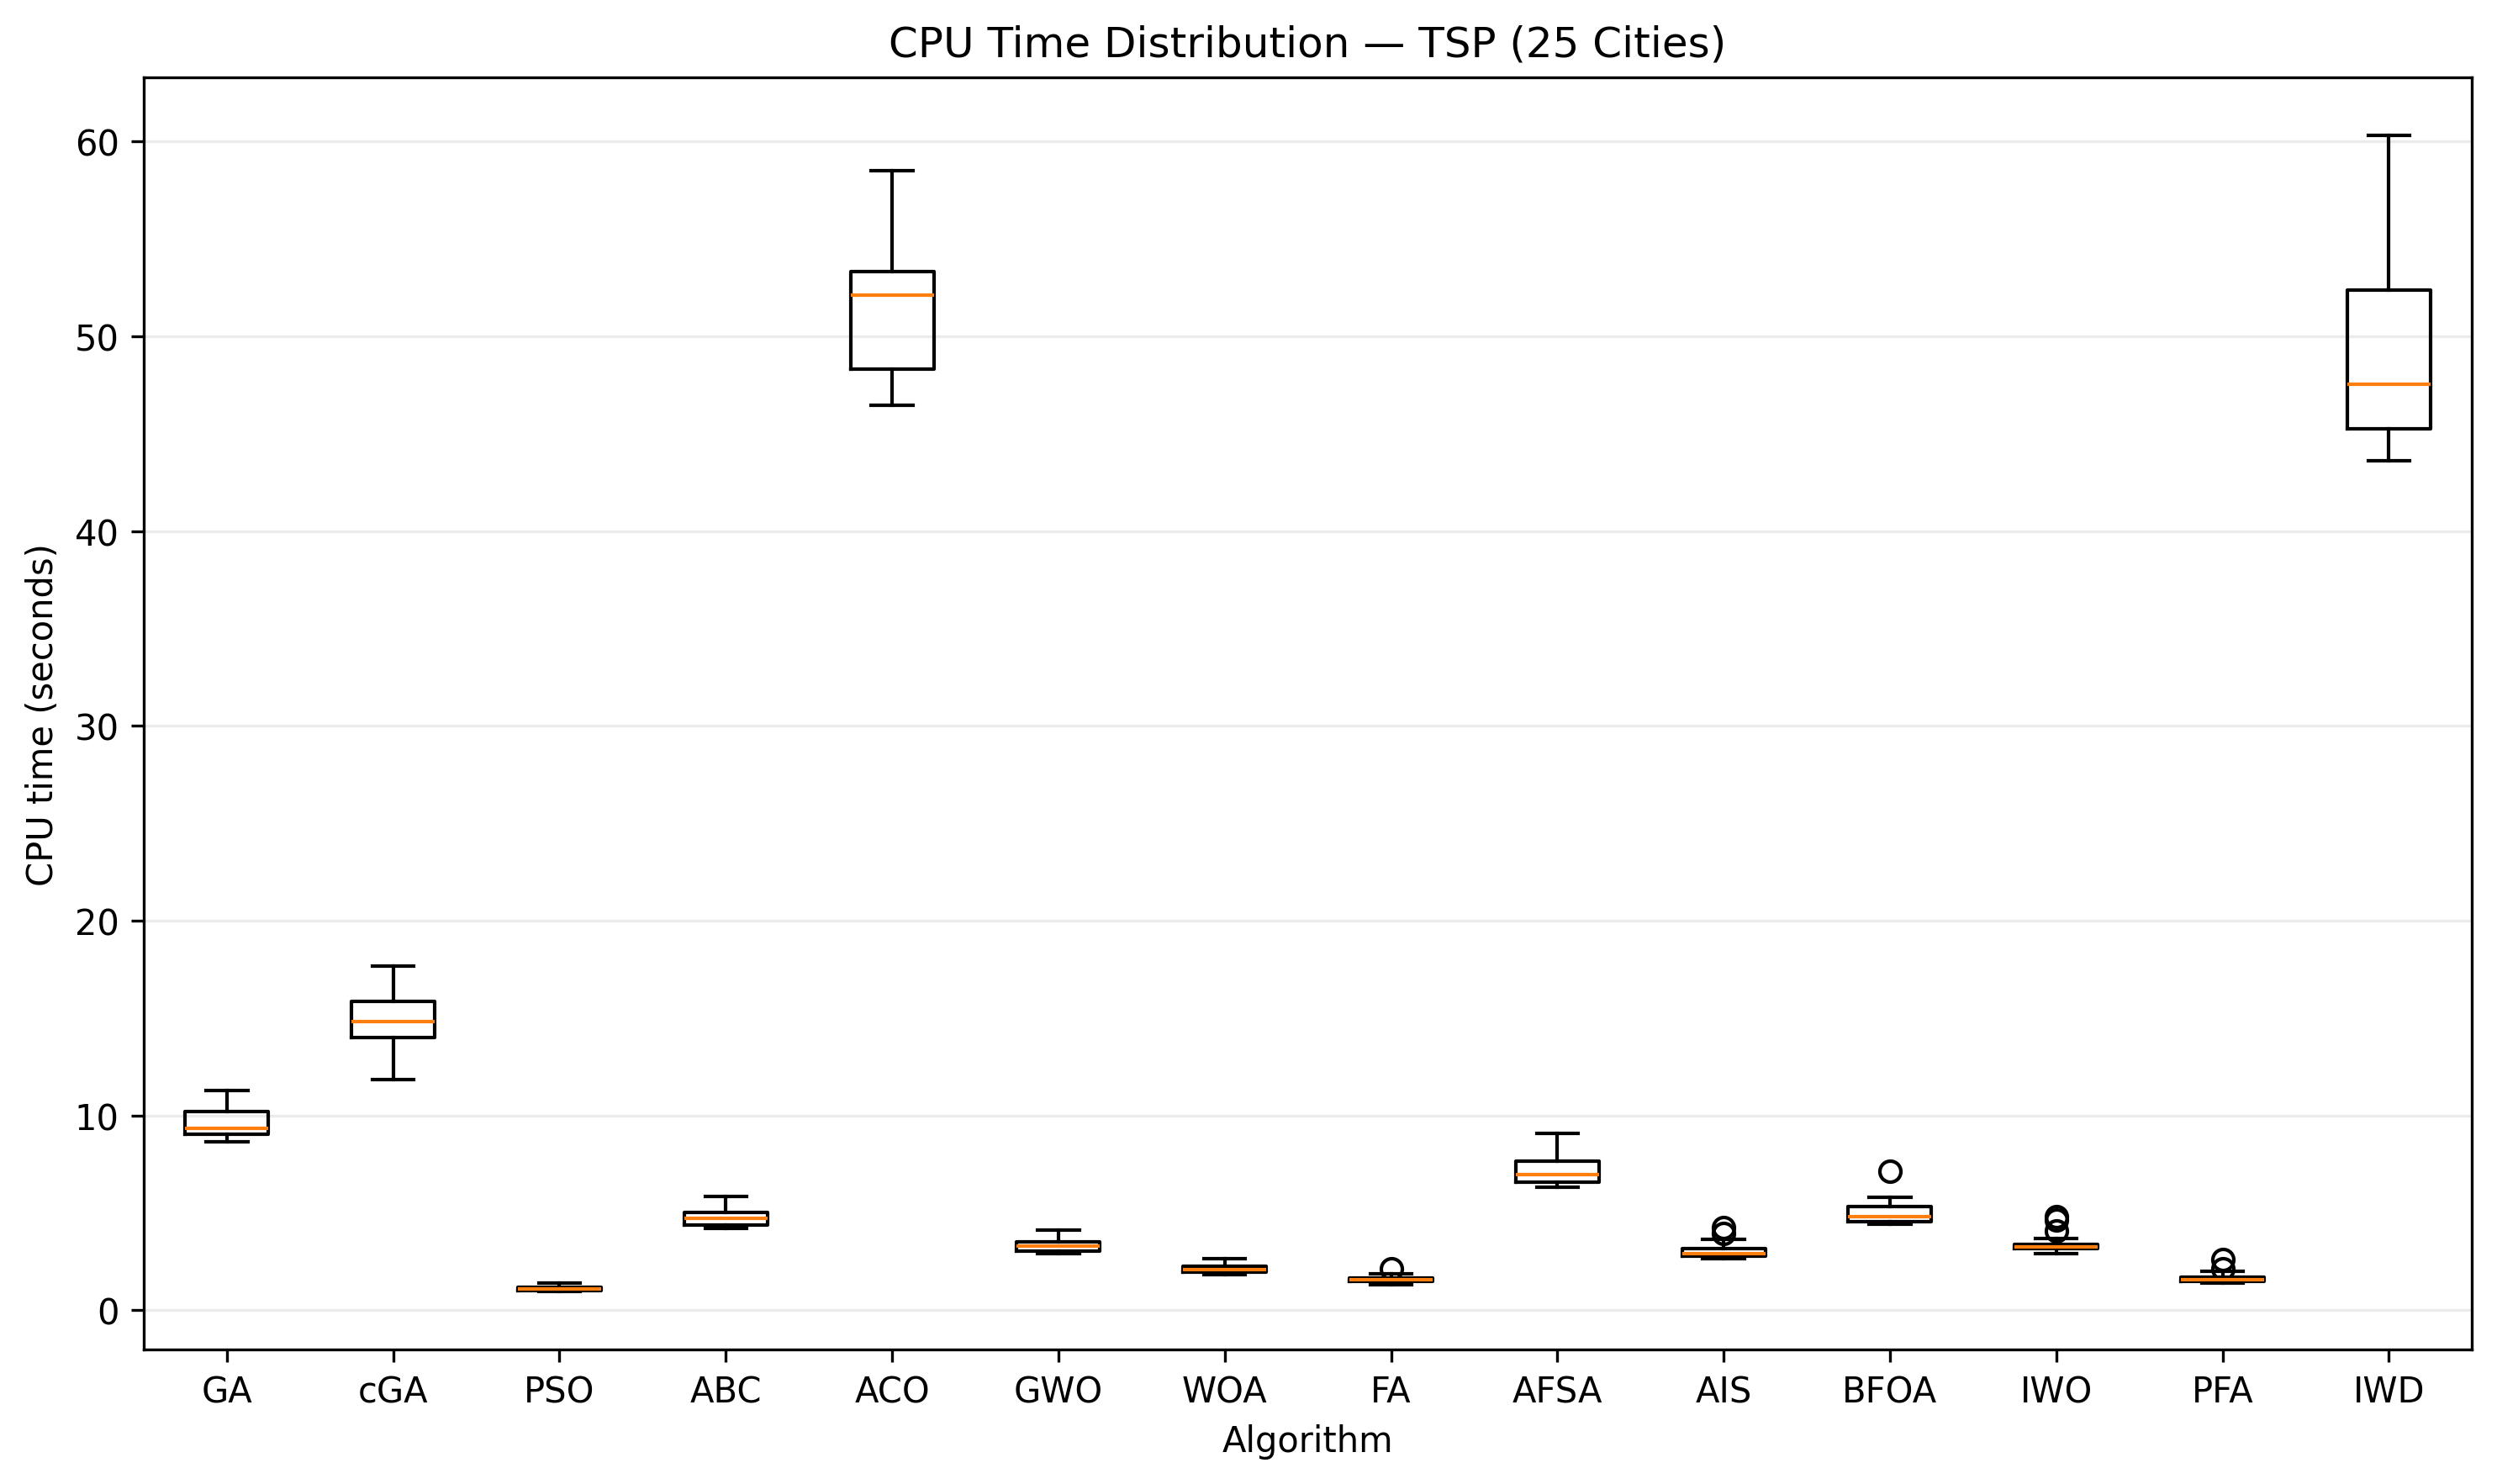 CPU Time Distribution — TSP (25 Cities)
CPU time (seconds)
60
50
40
30
20
10
0
GA cGA PSO ABC ACO GWO WOA FA AFSA AIS BFOA IWO PFA IWD
Algorithm